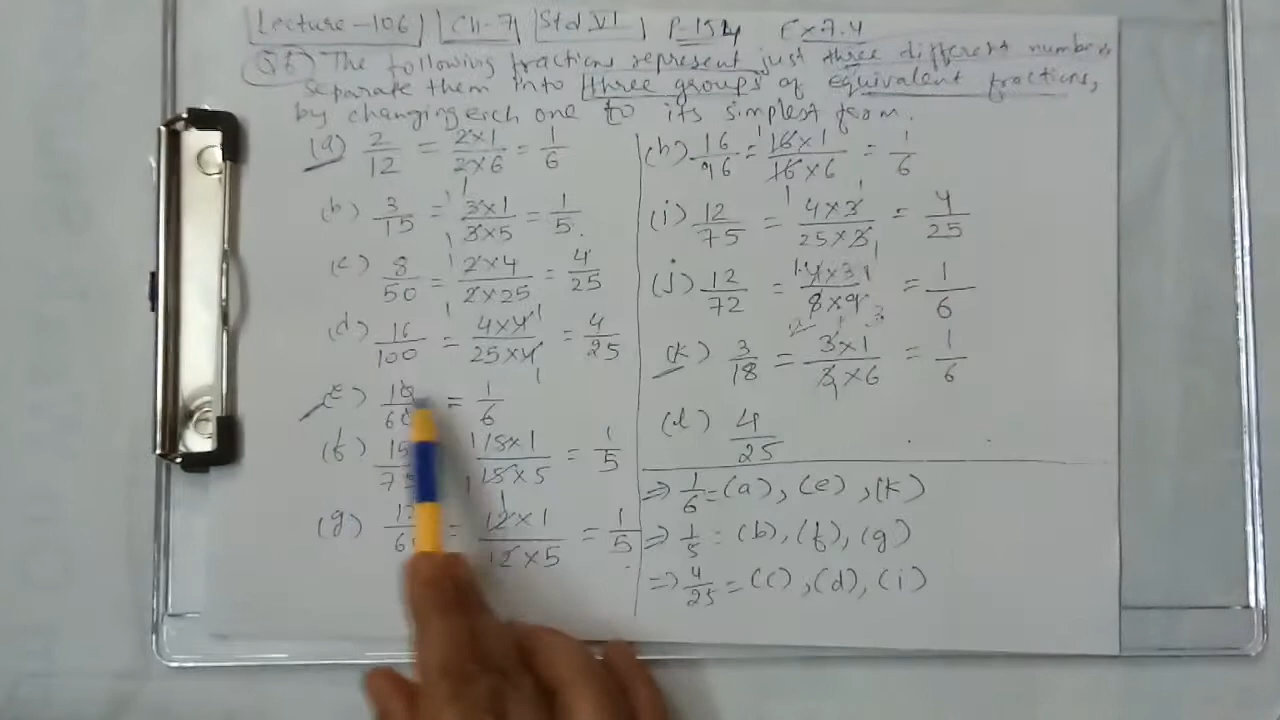 Lecture-106 Ch-7 Std VI P-154 Ex 7.4
Q6) The following fractions represent just three different numbers
separate them into three groups of equivalent fractions,
by changing each one to its simplest form.
(a) 2/12 = 2×1/2×6 = 1/6
(b) 3/15 = 3×1/3×5 = 1/5.
(c) 8/50 = 2×4/2×25 = 4/25
(d) 16/100 = 4×4/25×4 = 4/25
(e) 10/60 = 1/6
(f) 15/75 15×1/15×5 = 1/5
(g) 12/60 = 12×1/12×5 = 1/5
(h) 16/96 = 16×1/16×6 = 1/6
(i) 12/75 = 4×3/25×3 = 4/25
(j) 12/72 = 4×3/8×9 = 1/6
(k) 3/18 = 3×1/3×6 = 1/6
(l) 4/25
⇒ 1/6 = (a), (e), (k)
⇒ 1/5 = (b), (f), (g)
⇒ 4/25 = (c), (d), (i)